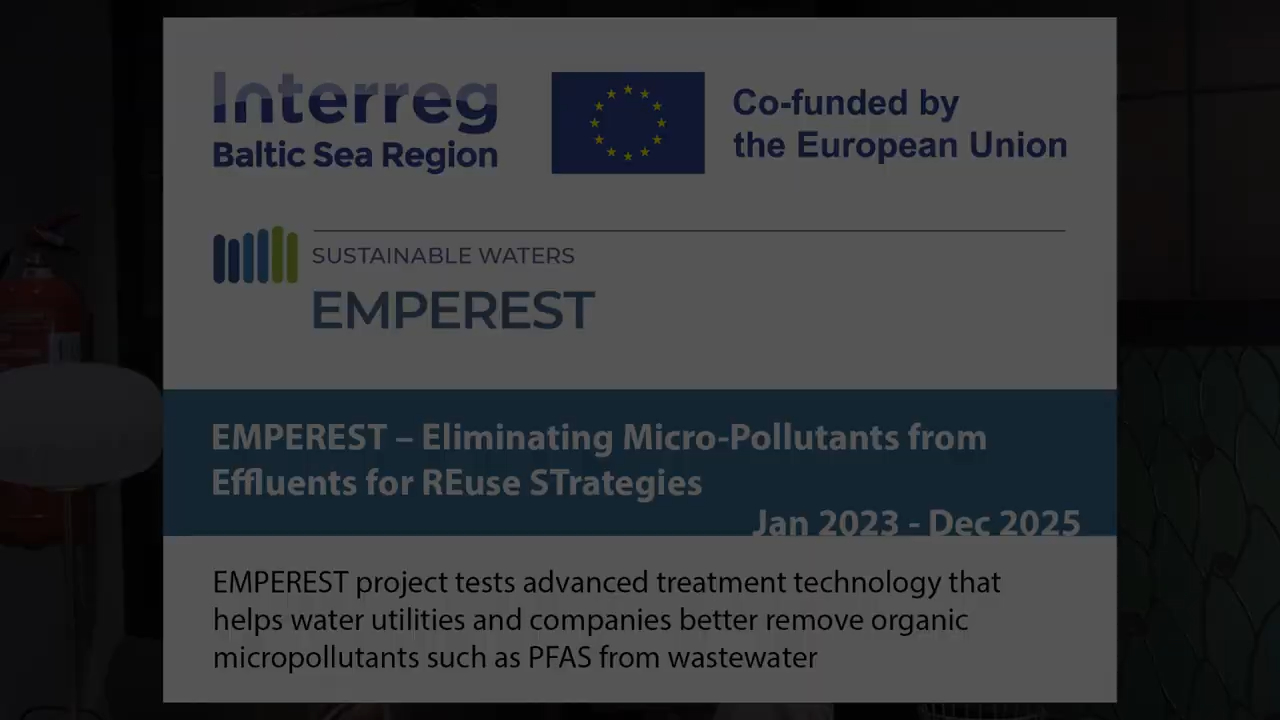 Interreg
Baltic Sea Region
Co-funded by
the European Union
SUSTAINABLE WATERS
EMPEREST
EMPEREST – Eliminating Micro-Pollutants from
Effluents for REuse STrategies
Jan 2023 - Dec 2025
EMPEREST project tests advanced treatment technology that
helps water utilities and companies better remove organic
micropollutants such as PFAS from wastewater